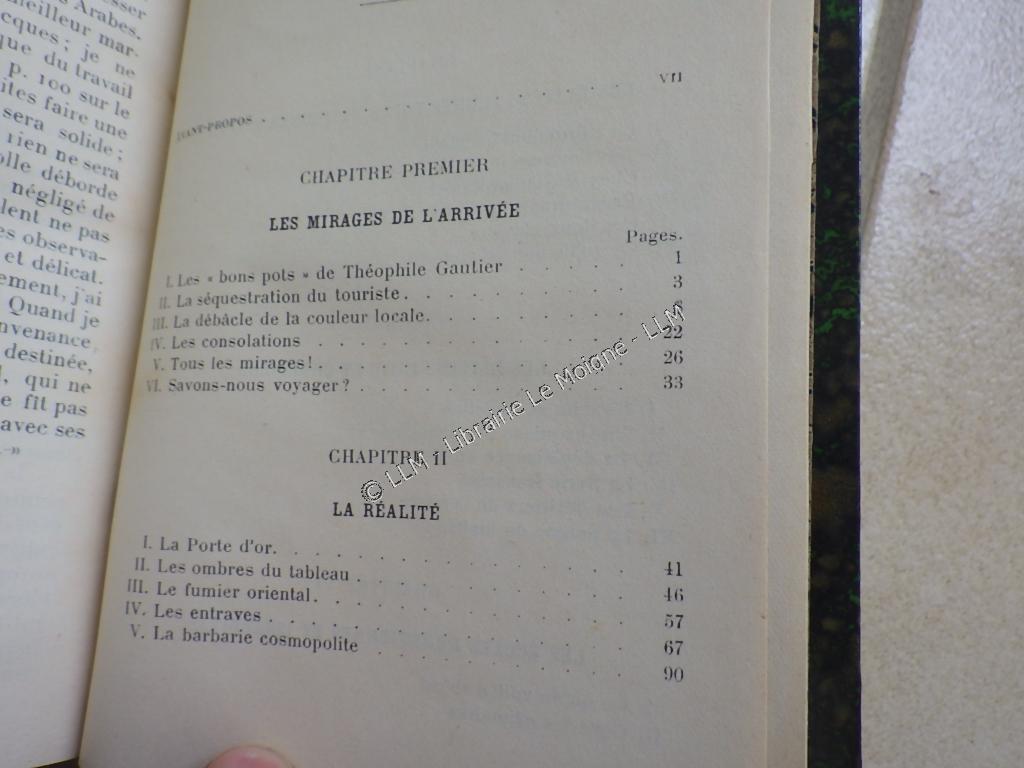 esser
s Arabes.
eilleur mar-
cques; je ne
que du travail
p. 100 sur le
ites faire une
sera solide;
rien ne sera
olle déborde
négligé de
lent ne pas
es observa-
et délicat.
ement, j'ai
Quand je
nvenance,
destinée,
qui ne
e fit pas
avec ses
.»
AVANT-PROPOS . . . . . . . . . . . . . . VII
CHAPITRE PREMIER
LES MIRAGES DE L'ARRIVÉE
Pages.
I. Les « bons pots » de Théophile Gautier . . . . . 1
II. La séquestration du touriste. . . . . . . . . 3
III. La débâcle de la couleur locale. . . . . . . . 6
IV. Les consolations . . . . . . . . . . . . 22
V. Tous les mirages!. . . . . . . . . . . . 26
VI. Savons-nous voyager? . . . . . . . . . . 33
CHAPITRE II
LA RÉALITÉ
I. La Porte d'or. . . . . . . . . . . . . 41
II. Les ombres du tableau . . . . . . . . . . 46
III. Le fumier oriental. . . . . . . . . . . . 57
IV. Les entraves . . . . . . . . . . . . . 67
V. La barbarie cosmopolite . . . . . . . . . 90
© LLM - Librairie Le Moigne - LLM